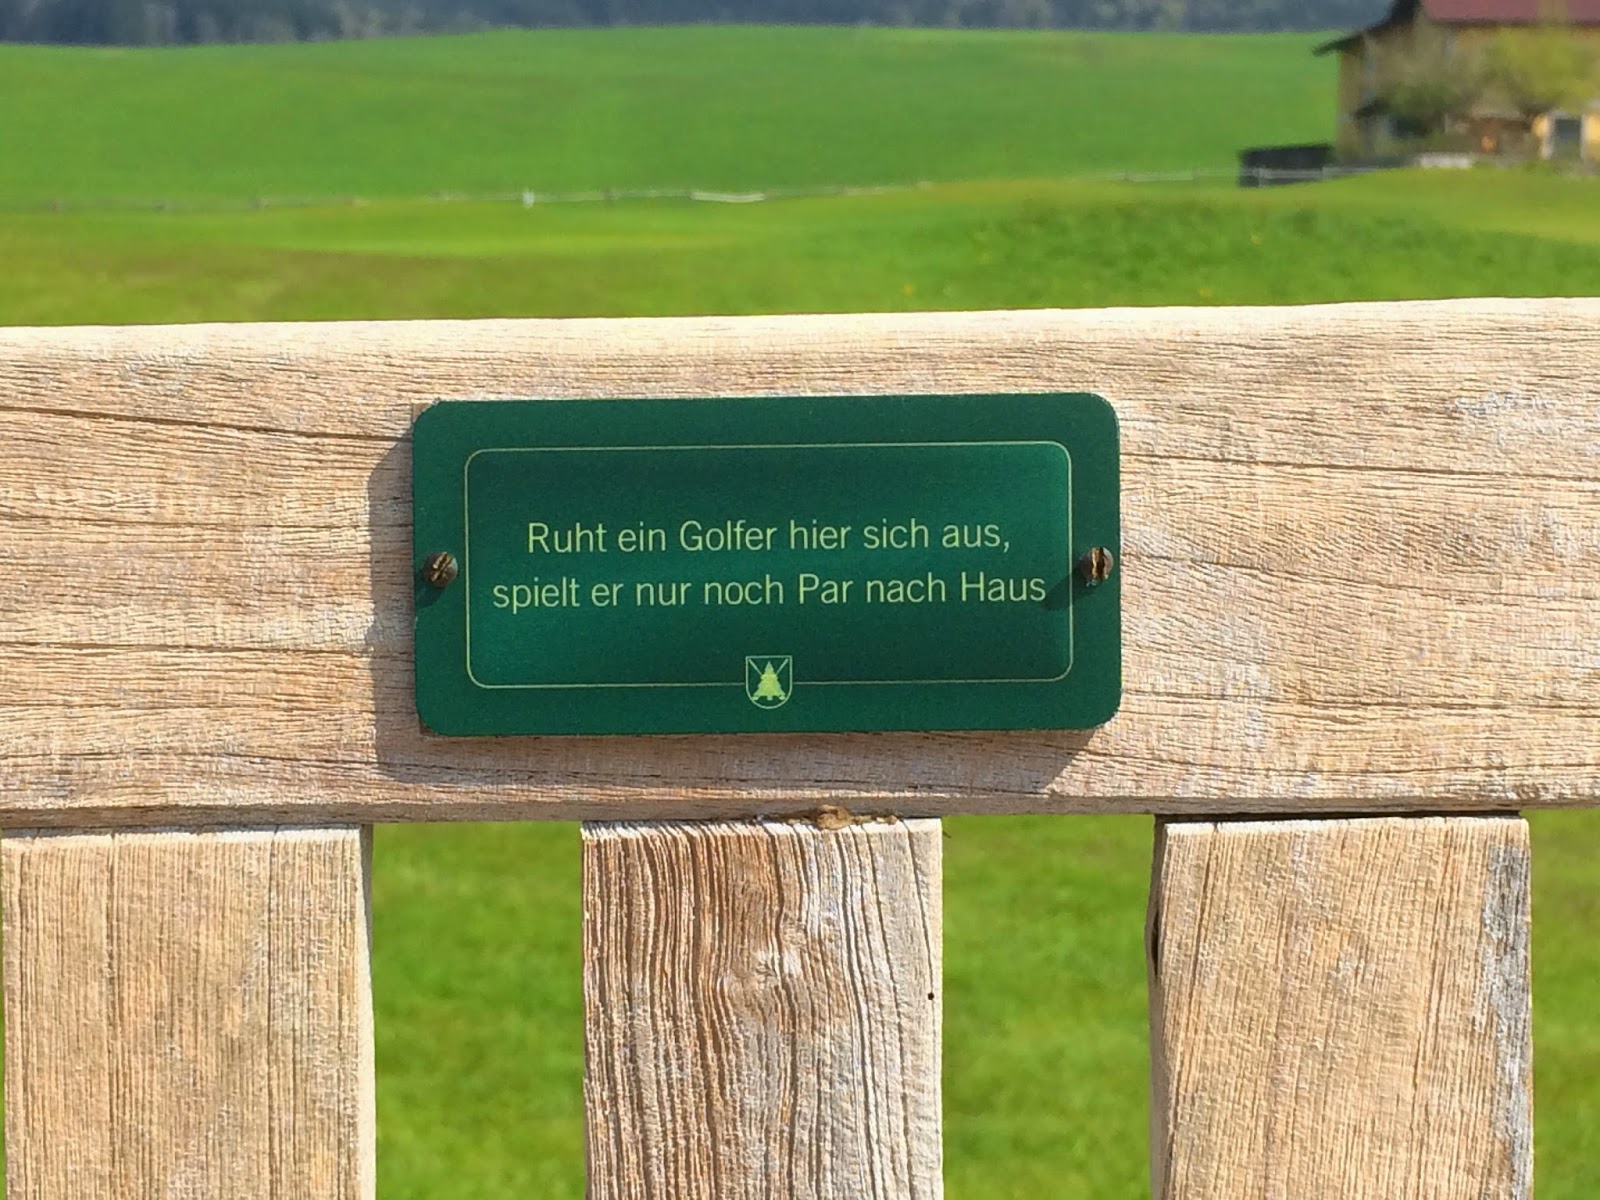 Ruht ein Golfer hier sich aus,
spielt er nur noch Par nach Haus